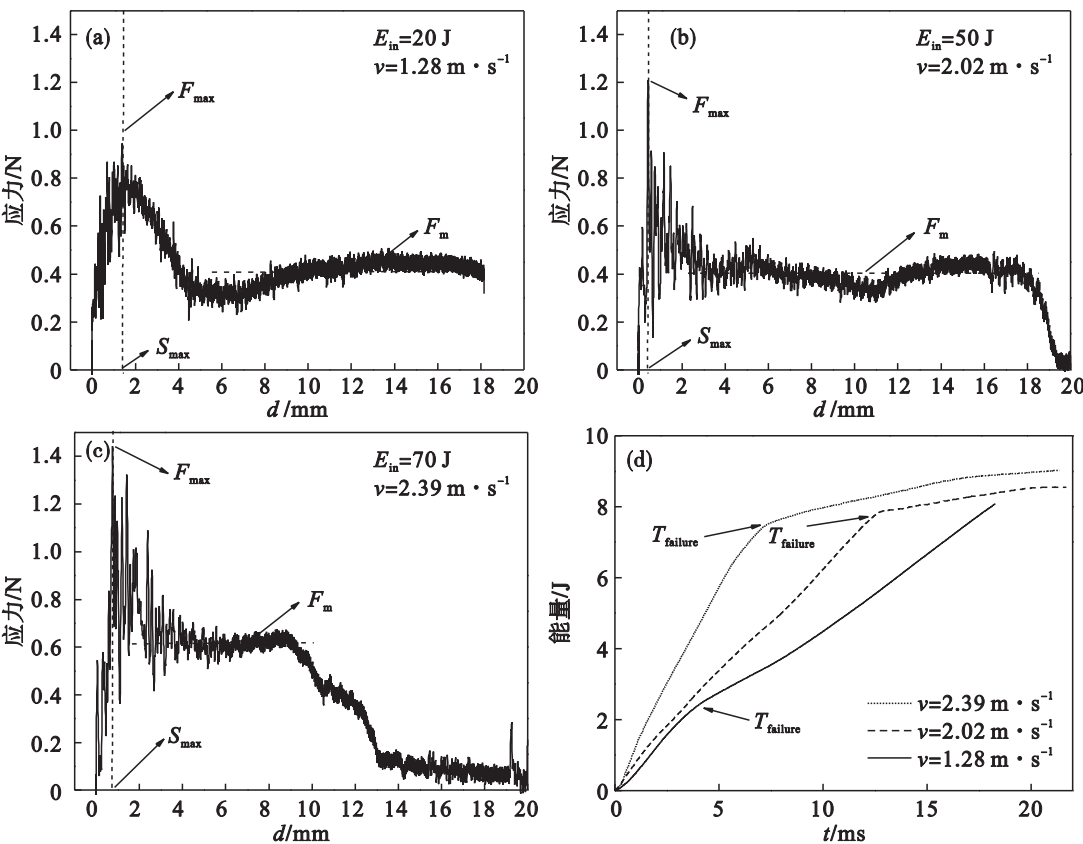 (a)
E_in=20 J
v=1.28 m·s⁻¹
F_max
F_m
S_max
应力/N
1.4
1.2
1.0
0.8
0.6
0.4
0.2
0
0 2 4 6 8 10 12 14 16 18 20
d/mm
(b)
E_in=50 J
v=2.02 m·s⁻¹
F_max
F_m
S_max
应力/N
1.4
1.2
1.0
0.8
0.6
0.4
0.2
0
0 2 4 6 8 10 12 14 16 18 20
d/mm
(c)
E_in=70 J
v=2.39 m·s⁻¹
F_max
F_m
S_max
应力/N
1.4
1.2
1.0
0.8
0.6
0.4
0.2
0
0 2 4 6 8 10 12 14 16 18 20
d/mm
(d)
T_failure
T_failure
T_failure
v=2.39 m·s⁻¹
v=2.02 m·s⁻¹
v=1.28 m·s⁻¹
能量/J
10
8
6
4
2
0
0 5 10 15 20
t/ms